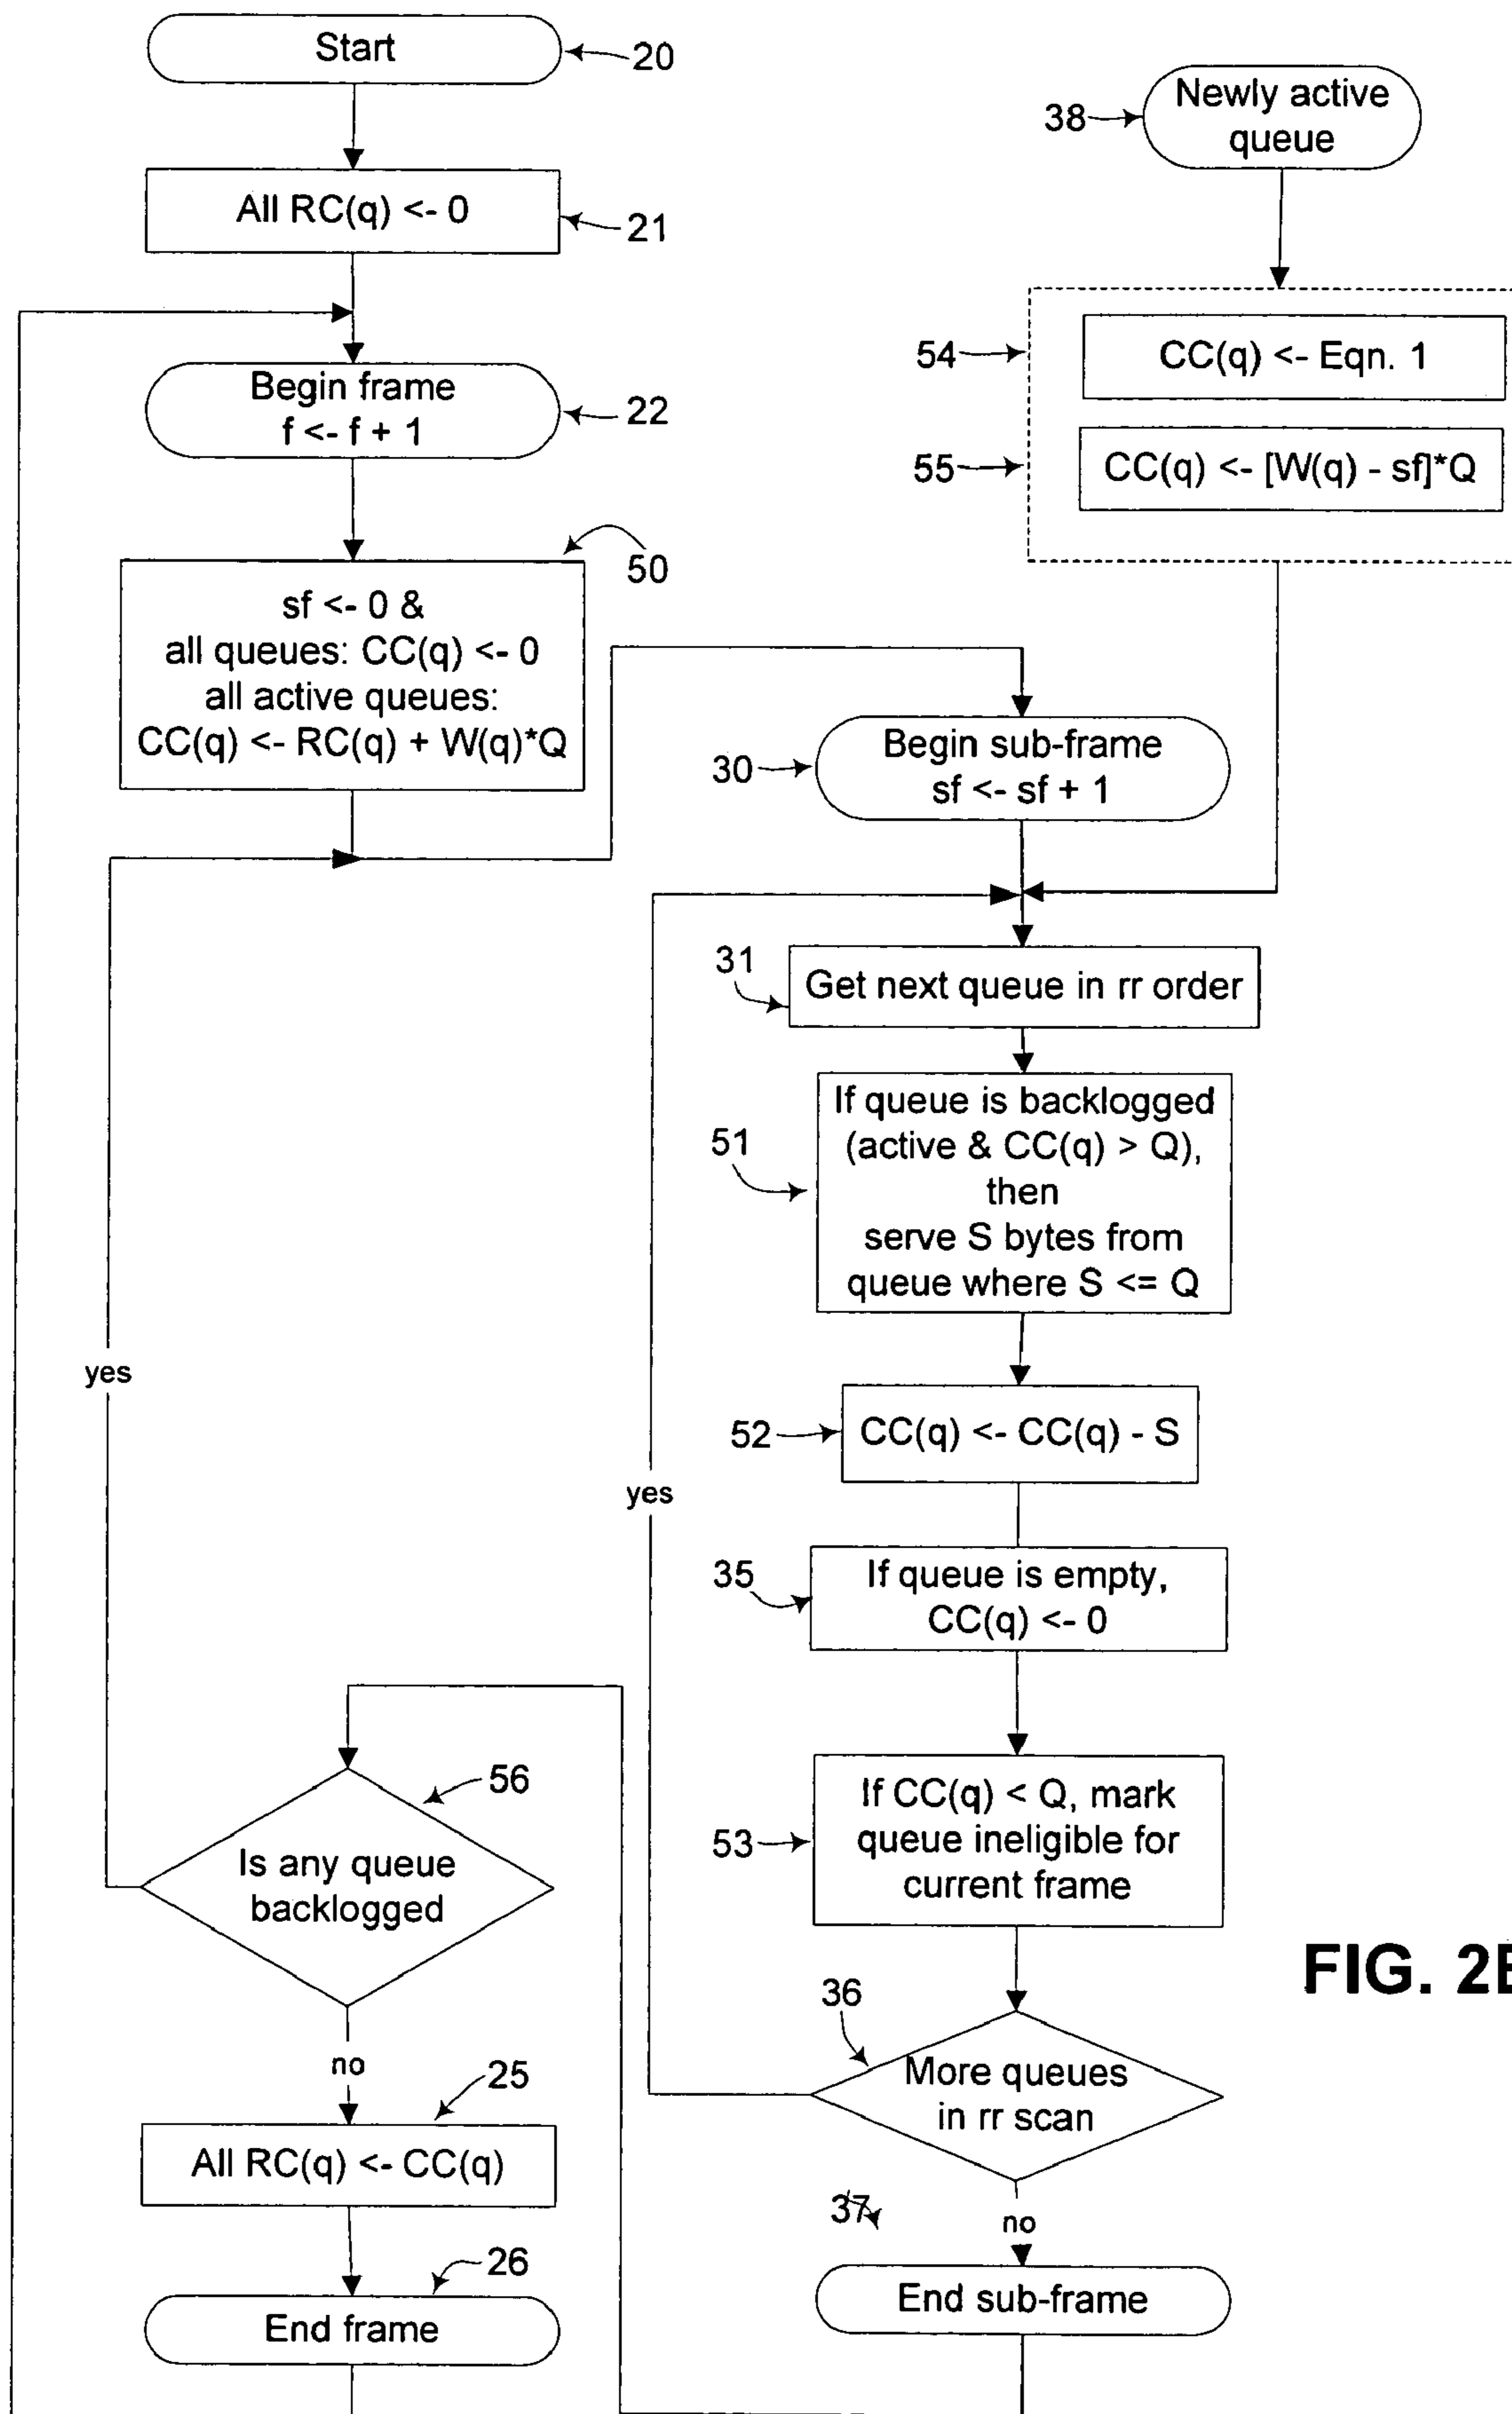 Start
20
All RC(q) <- 0
21
Begin frame
f <- f + 1
22
50
sf <- 0 &
all queues: CC(q) <- 0
all active queues:
CC(q) <- RC(q) + W(q)*Q
38
Newly active
queue
54
CC(q) <- Eqn. 1
55
CC(q) <- [W(q) - sf]*Q
30
Begin sub-frame
sf <- sf + 1
31
Get next queue in rr order
51
If queue is backlogged
(active & CC(q) > Q),
then
serve S bytes from
queue where S <= Q
52
CC(q) <- CC(q) - S
35
If queue is empty,
CC(q) <- 0
53
If CC(q) < Q, mark
queue ineligible for
current frame
36
More queues
in rr scan
yes
37
no
End sub-frame
56
Is any queue
backlogged
yes
no
25
All RC(q) <- CC(q)
26
End frame
FIG.